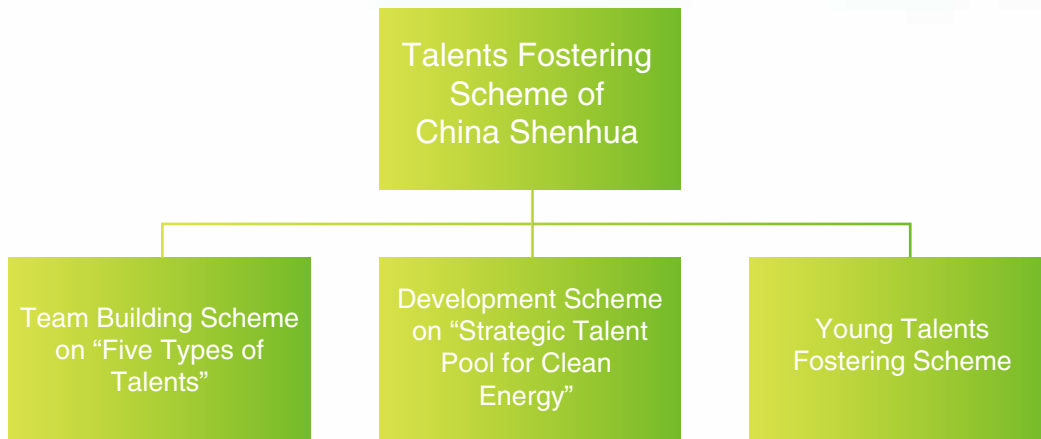 Talents Fostering
Scheme of
China Shenhua
Team Building Scheme
on “Five Types of
Talents”
Development Scheme
on “Strategic Talent
Pool for Clean
Energy”
Young Talents
Fostering Scheme